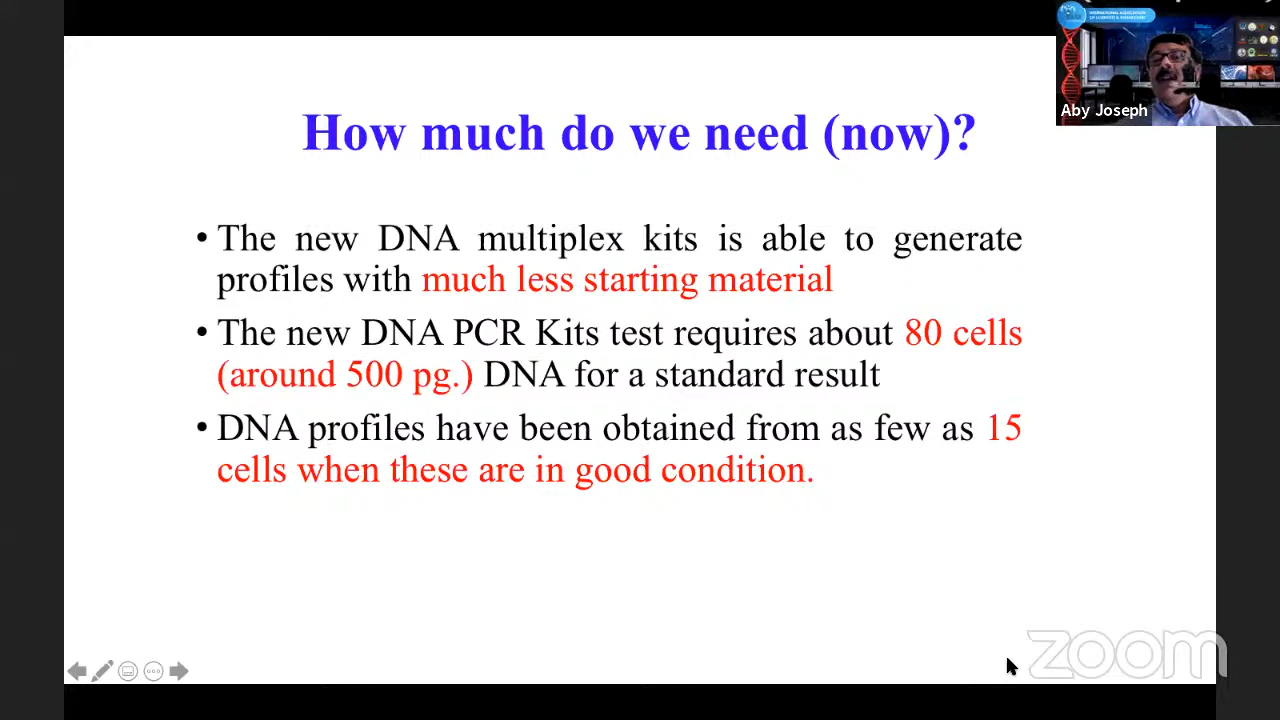 INTERNATIONAL ASSOCIATION
Aby Joseph
How much do we need (now)?
• The new DNA multiplex kits is able to generate
profiles with much less starting material
• The new DNA PCR Kits test requires about 80 cells
(around 500 pg.) DNA for a standard result
• DNA profiles have been obtained from as few as 15
cells when these are in good condition.
zoom